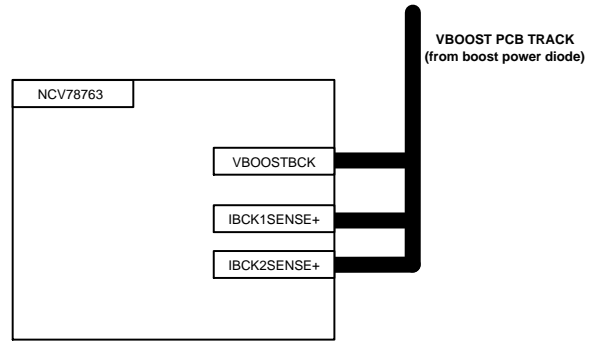 VBOOST PCB TRACK
(from boost power diode)
NCV78763
VBOOSTBCK
IBCK1SENSE+
IBCK2SENSE+